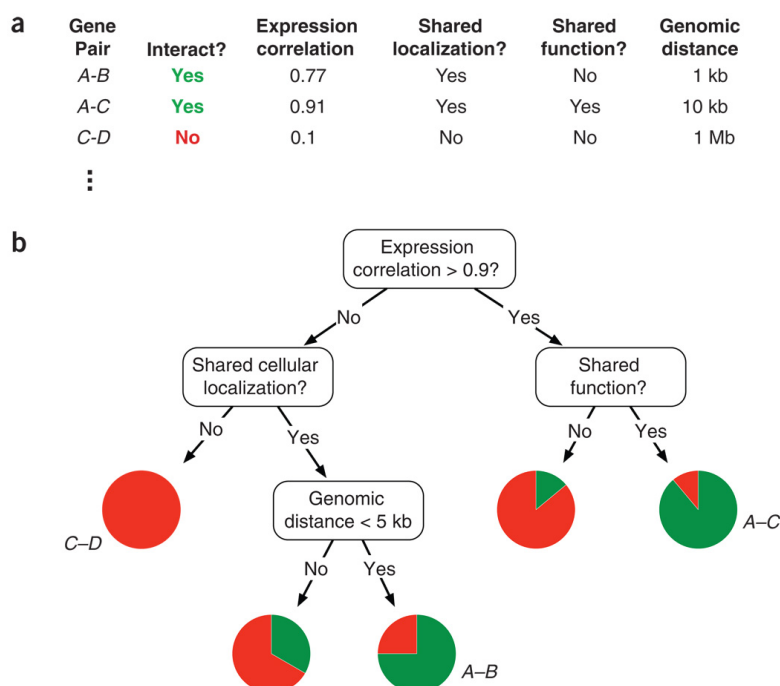 a
Gene Pair Interact? Expression correlation Shared localization? Shared function? Genomic distance
A-B Yes 0.77 Yes No 1 kb
A-C Yes 0.91 Yes Yes 10 kb
C-D No 0.1 No No 1 Mb
⋮
b
Expression
correlation > 0.9?
No
Yes
Shared cellular
localization?
Shared
function?
No
Yes
No
Yes
C–D
Genomic
distance < 5 kb
A–C
No
Yes
A–B